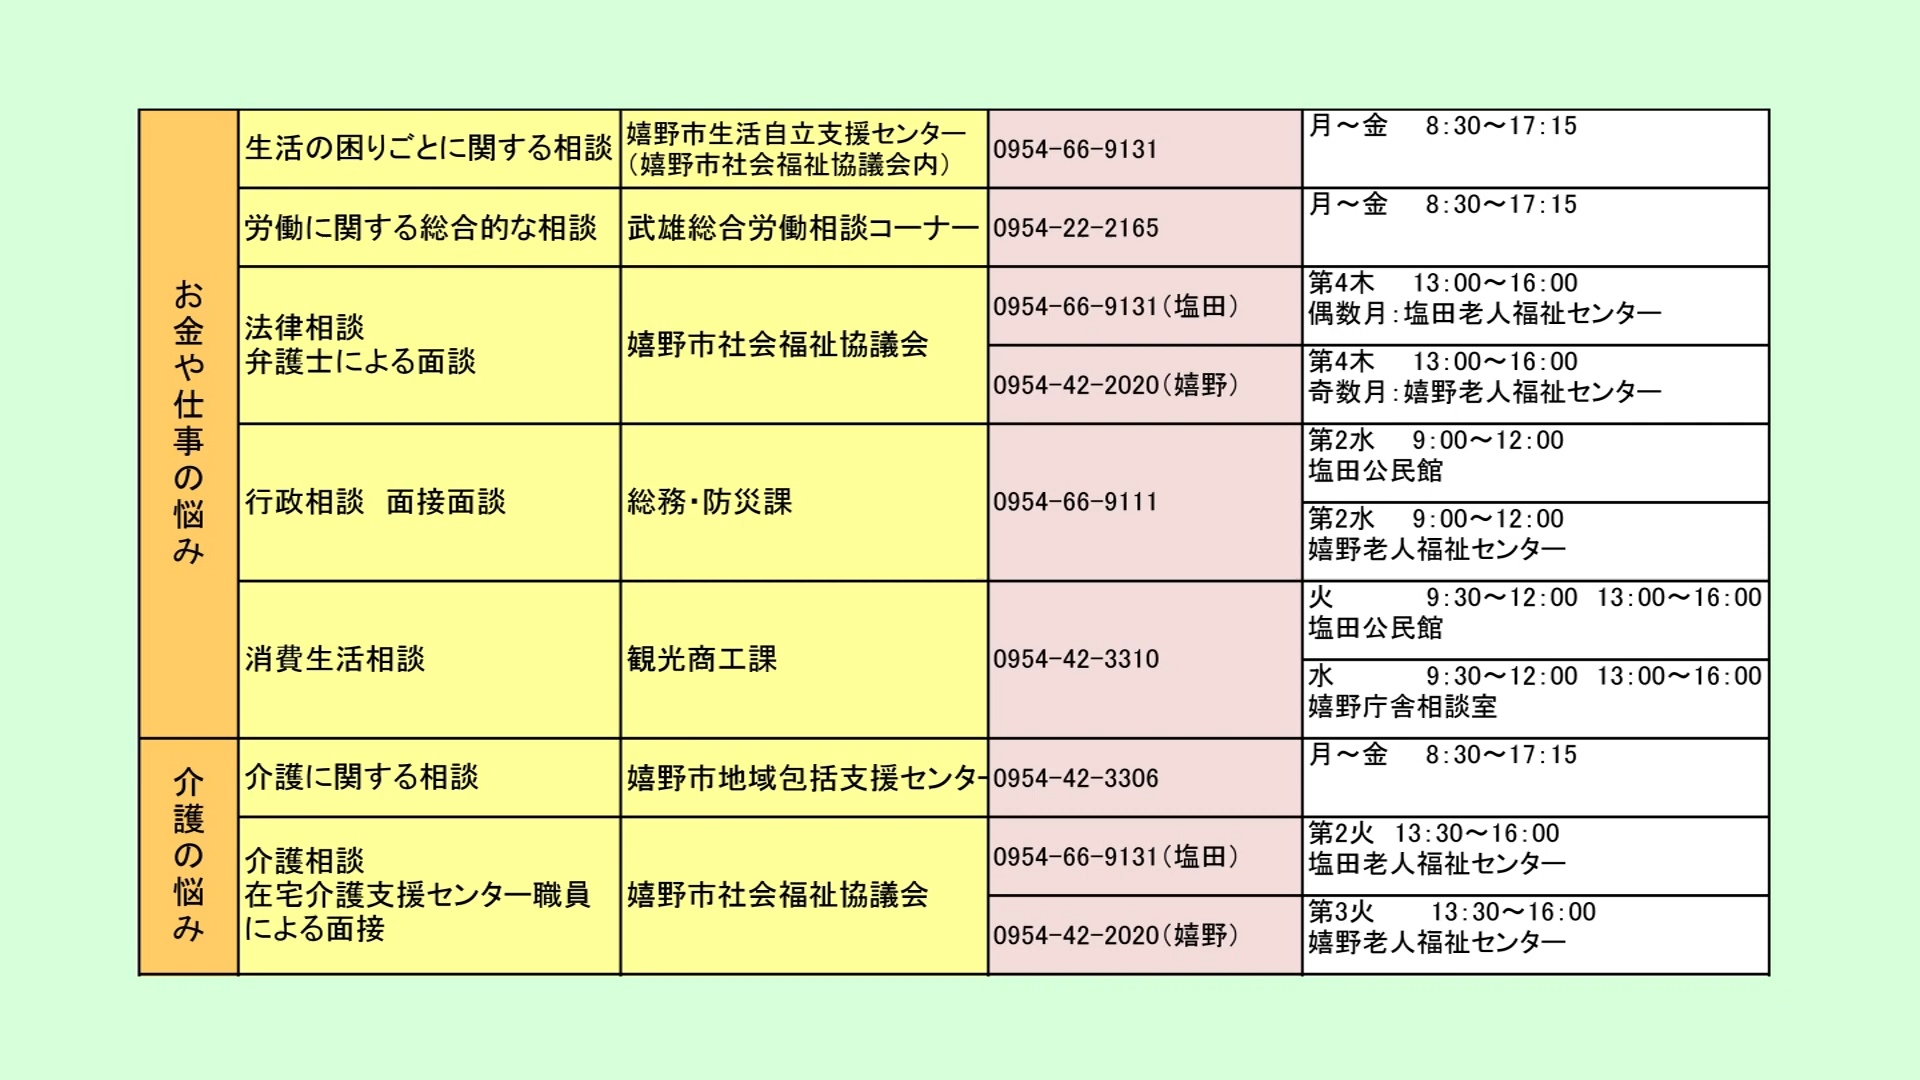 お金や仕事の悩み
生活の困りごとに関する相談
嬉野市生活自立支援センター
（嬉野市社会福祉協議会内）
0954-66-9131
月～金　8：30～17：15
労働に関する総合的な相談
武雄総合労働相談コーナー
0954-22-2165
月～金　8：30～17：15
法律相談
弁護士による面談
嬉野市社会福祉協議会
0954-66-9131（塩田）
第4木　13：00～16：00
偶数月：塩田老人福祉センター
0954-42-2020（嬉野）
第4木　13：00～16：00
奇数月：嬉野老人福祉センター
行政相談　面接面談
総務・防災課
0954-66-9111
第2水　9：00～12：00
塩田公民館
第2水　9：00～12：00
嬉野老人福祉センター
消費生活相談
観光商工課
0954-42-3310
火　9：30～12：00　13：00～16：00
塩田公民館
水　9：30～12：00　13：00～16：00
嬉野庁舎相談室
介護の悩み
介護に関する相談
嬉野市地域包括支援センター
0954-42-3306
月～金　8：30～17：15
介護相談
在宅介護支援センター職員
による面接
嬉野市社会福祉協議会
0954-66-9131（塩田）
第2火　13：30～16：00
塩田老人福祉センター
0954-42-2020（嬉野）
第3火　13：30～16：00
嬉野老人福祉センター